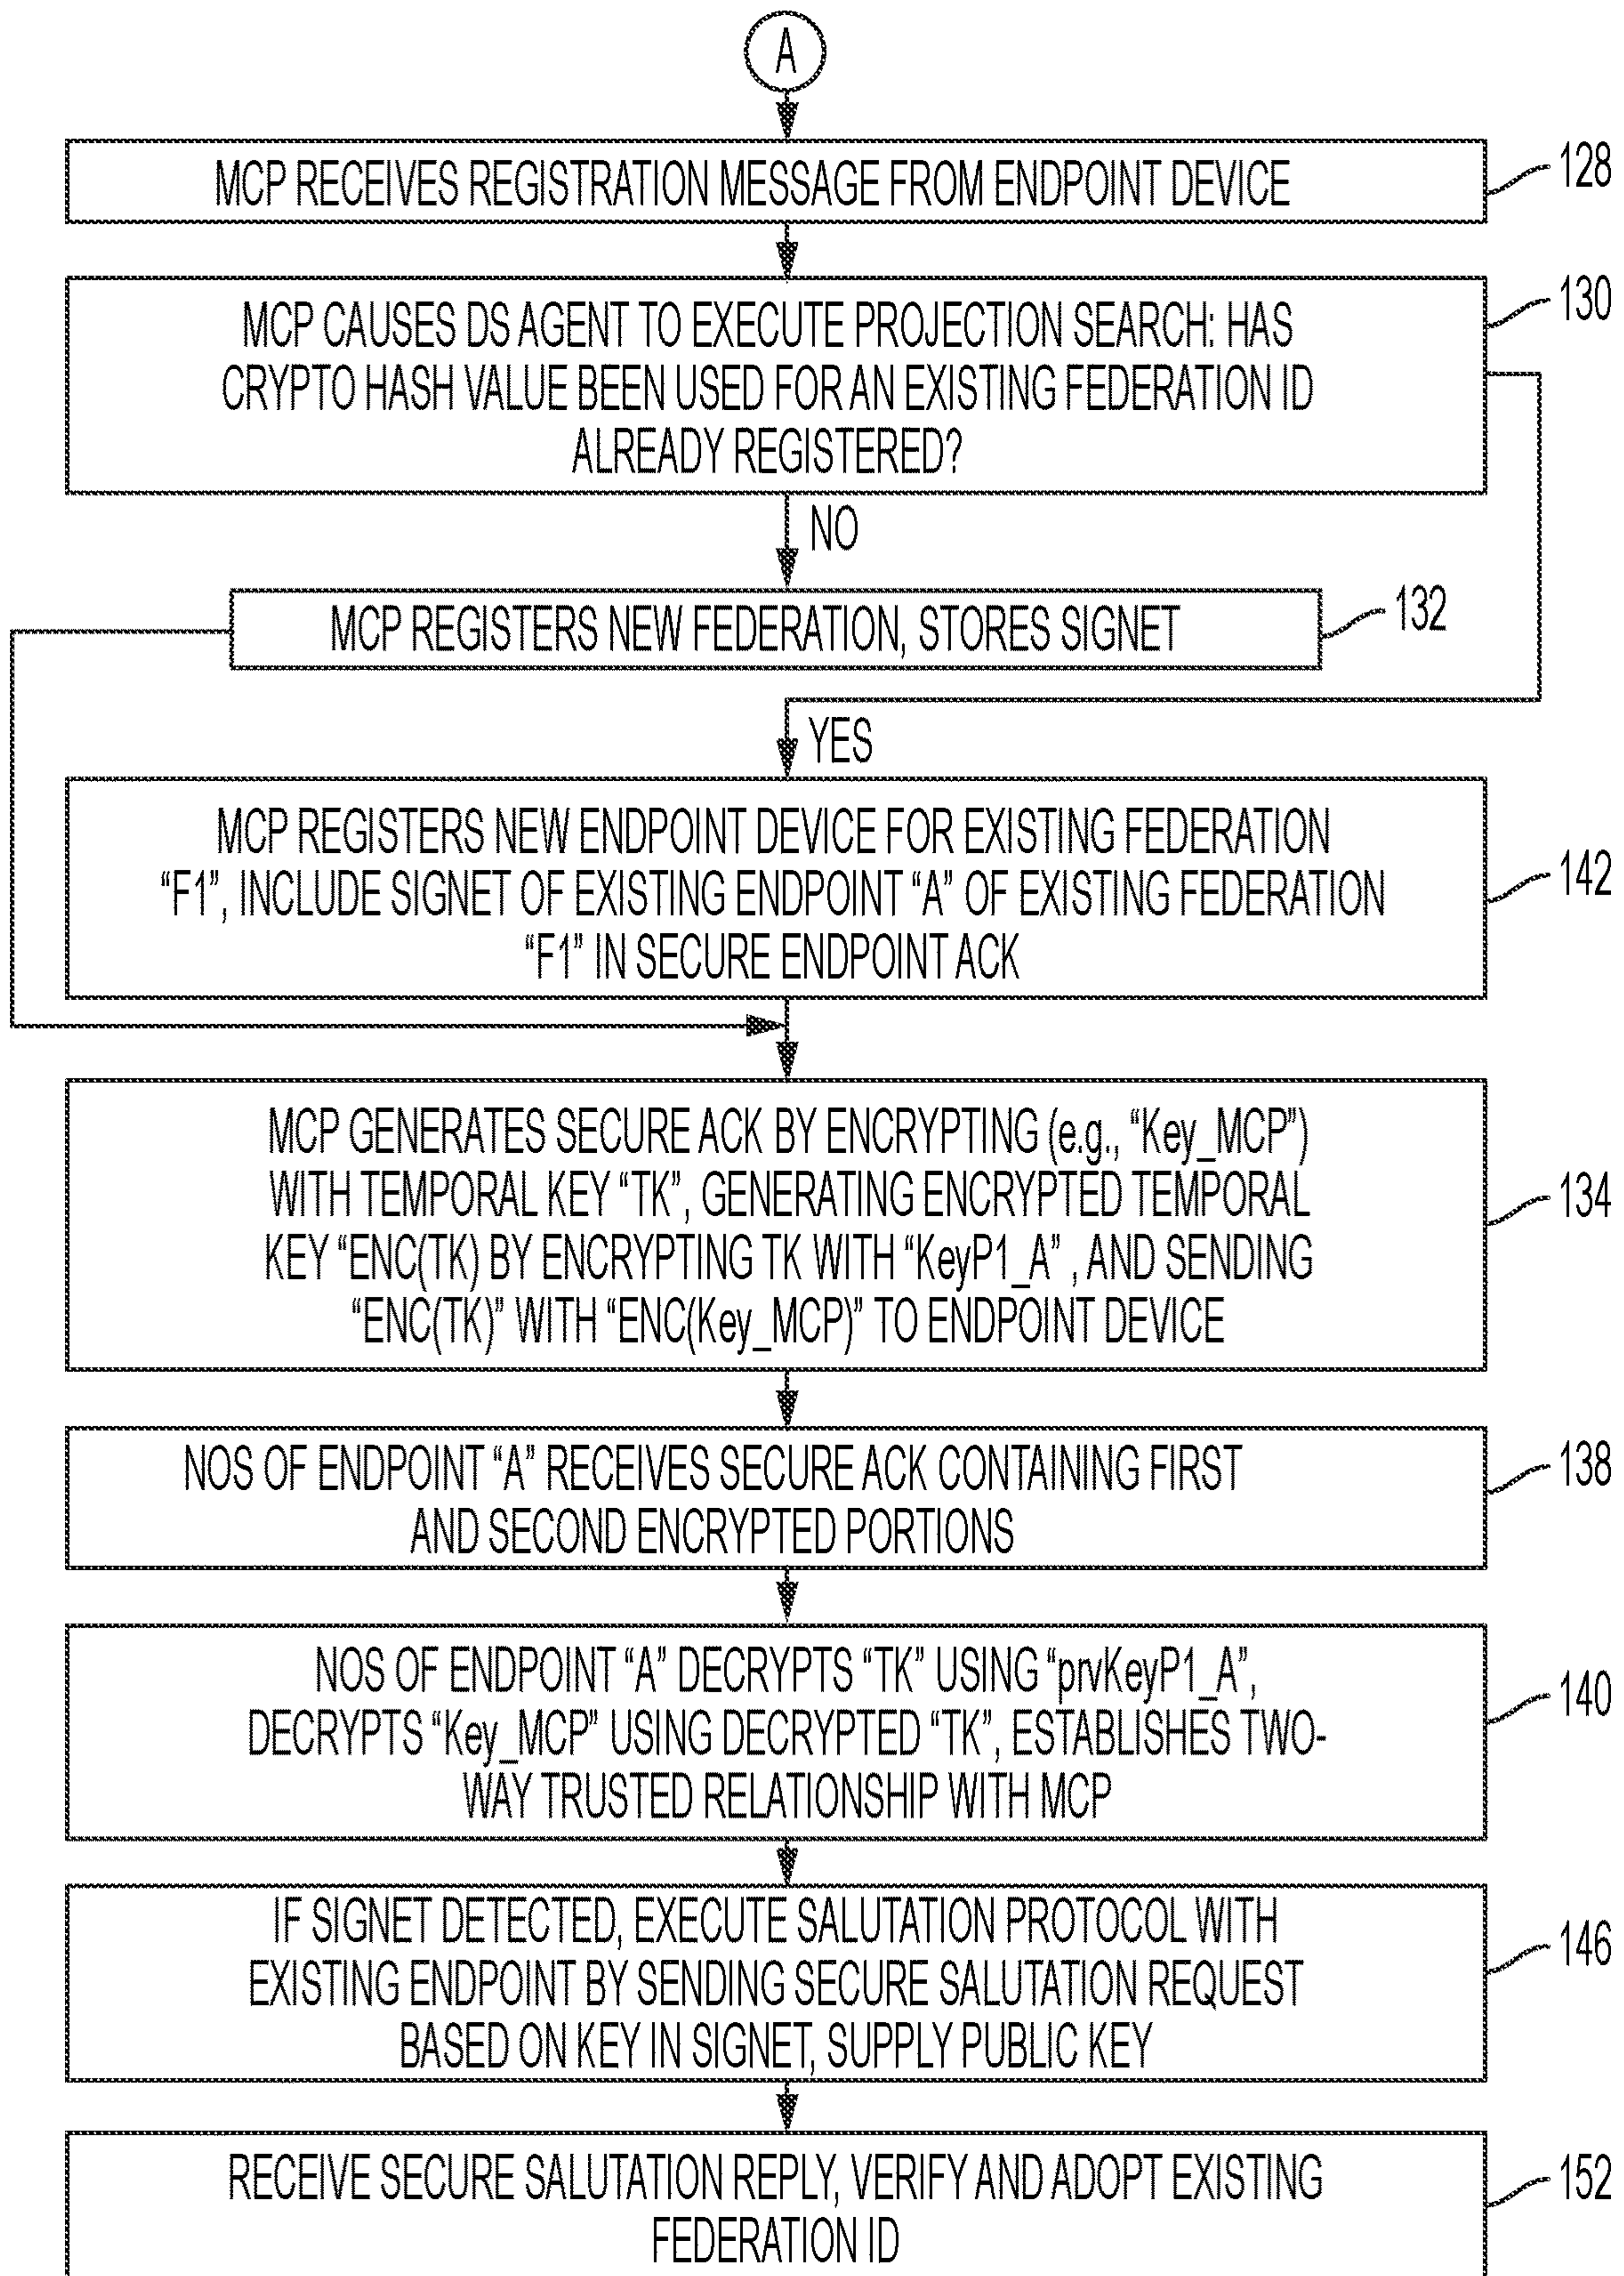 A
MCP RECEIVES REGISTRATION MESSAGE FROM ENDPOINT DEVICE
128
MCP CAUSES DS AGENT TO EXECUTE PROJECTION SEARCH: HAS
CRYPTO HASH VALUE BEEN USED FOR AN EXISTING FEDERATION ID
ALREADY REGISTERED?
130
NO
MCP REGISTERS NEW FEDERATION, STORES SIGNET
132
YES
MCP REGISTERS NEW ENDPOINT DEVICE FOR EXISTING FEDERATION
“F1”, INCLUDE SIGNET OF EXISTING ENDPOINT “A” OF EXISTING FEDERATION
“F1” IN SECURE ENDPOINT ACK
142
MCP GENERATES SECURE ACK BY ENCRYPTING (e.g., “Key_MCP”)
WITH TEMPORAL KEY “TK”, GENERATING ENCRYPTED TEMPORAL
KEY “ENC(TK) BY ENCRYPTING TK WITH “KeyP1_A” , AND SENDING
“ENC(TK)” WITH “ENC(Key_MCP)” TO ENDPOINT DEVICE
134
NOS OF ENDPOINT “A” RECEIVES SECURE ACK CONTAINING FIRST
AND SECOND ENCRYPTED PORTIONS
138
NOS OF ENDPOINT “A” DECRYPTS “TK” USING “prvKeyP1_A”,
DECRYPTS “Key_MCP” USING DECRYPTED “TK”, ESTABLISHES TWO-
WAY TRUSTED RELATIONSHIP WITH MCP
140
IF SIGNET DETECTED, EXECUTE SALUTATION PROTOCOL WITH
EXISTING ENDPOINT BY SENDING SECURE SALUTATION REQUEST
BASED ON KEY IN SIGNET, SUPPLY PUBLIC KEY
146
RECEIVE SECURE SALUTATION REPLY, VERIFY AND ADOPT EXISTING
FEDERATION ID
152